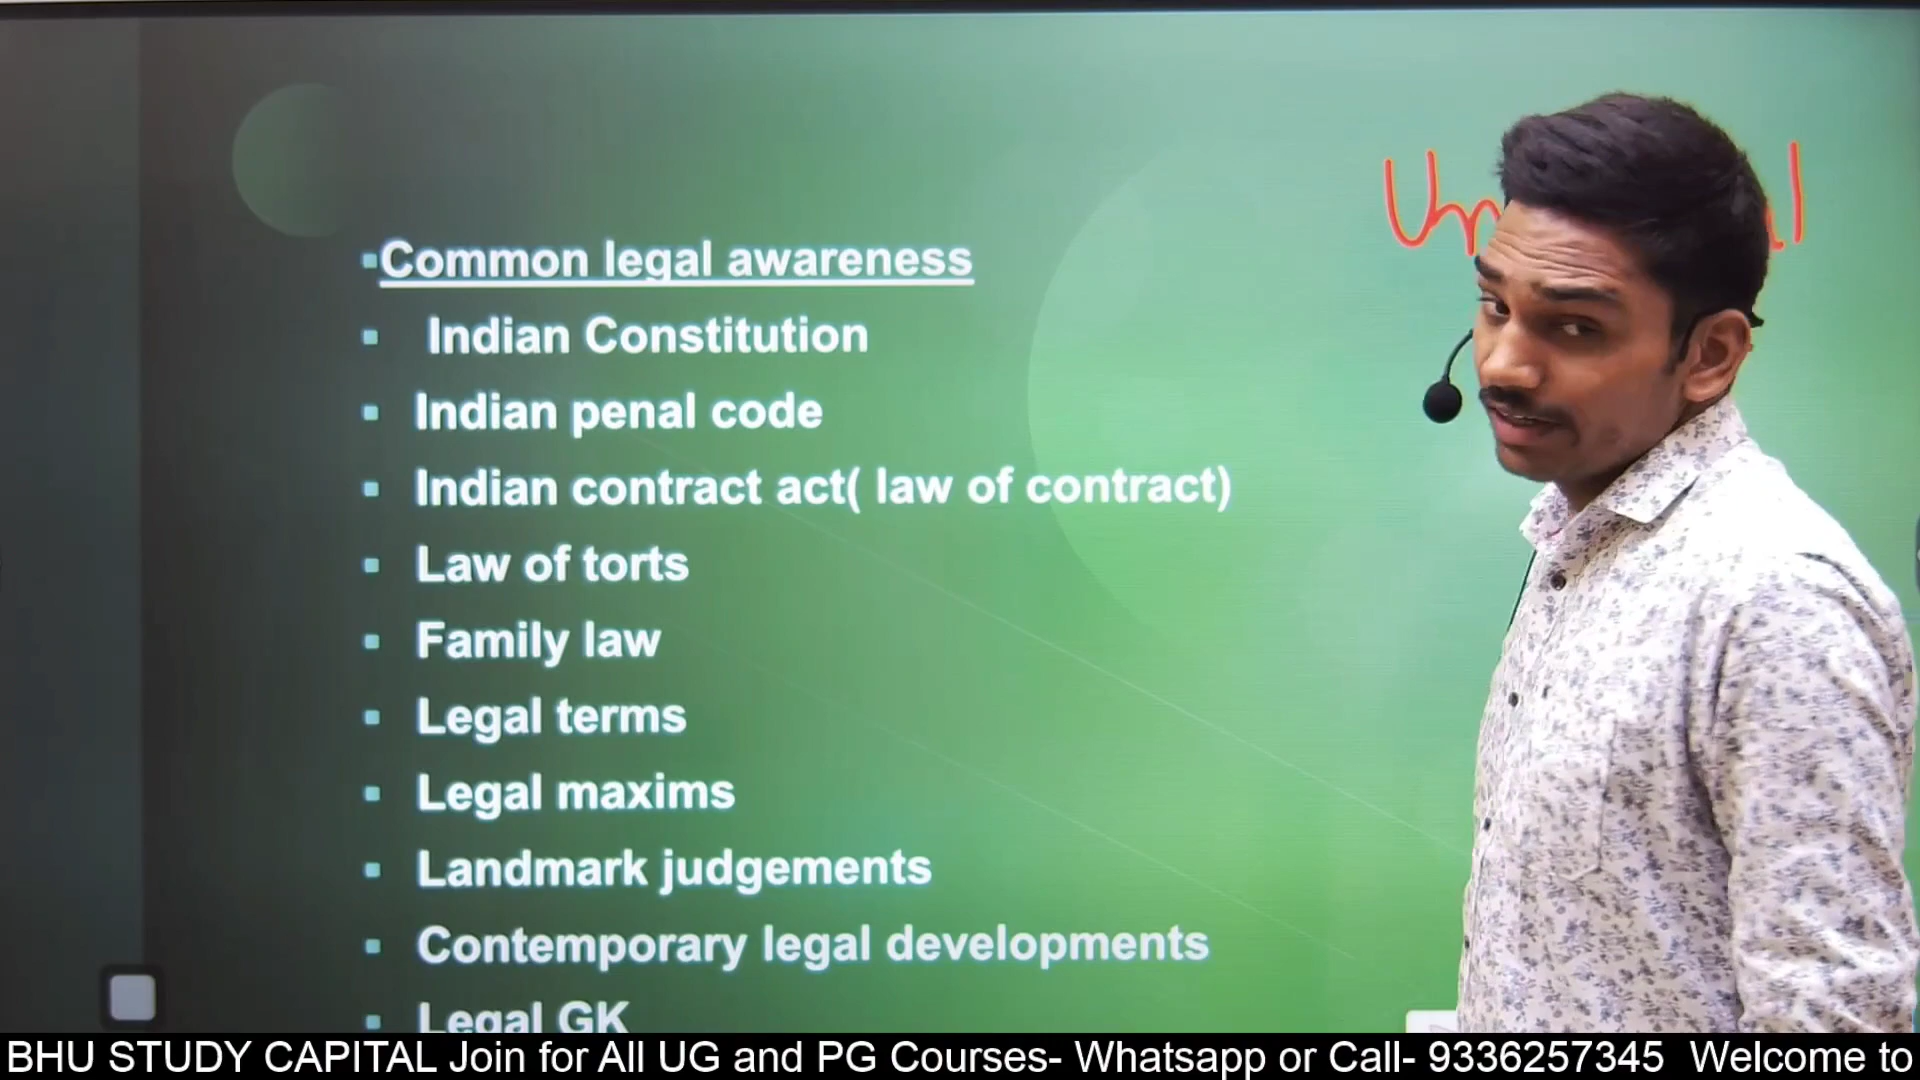 Common legal awareness
Indian Constitution
Indian penal code
Indian contract act( law of contract)
Law of torts
Family law
Legal terms
Legal maxims
Landmark judgements
Contemporary legal developments
Legal GK
BHU STUDY CAPITAL Join for All UG and PG Courses- Whatsapp or Call- 9336257345 Welcome to